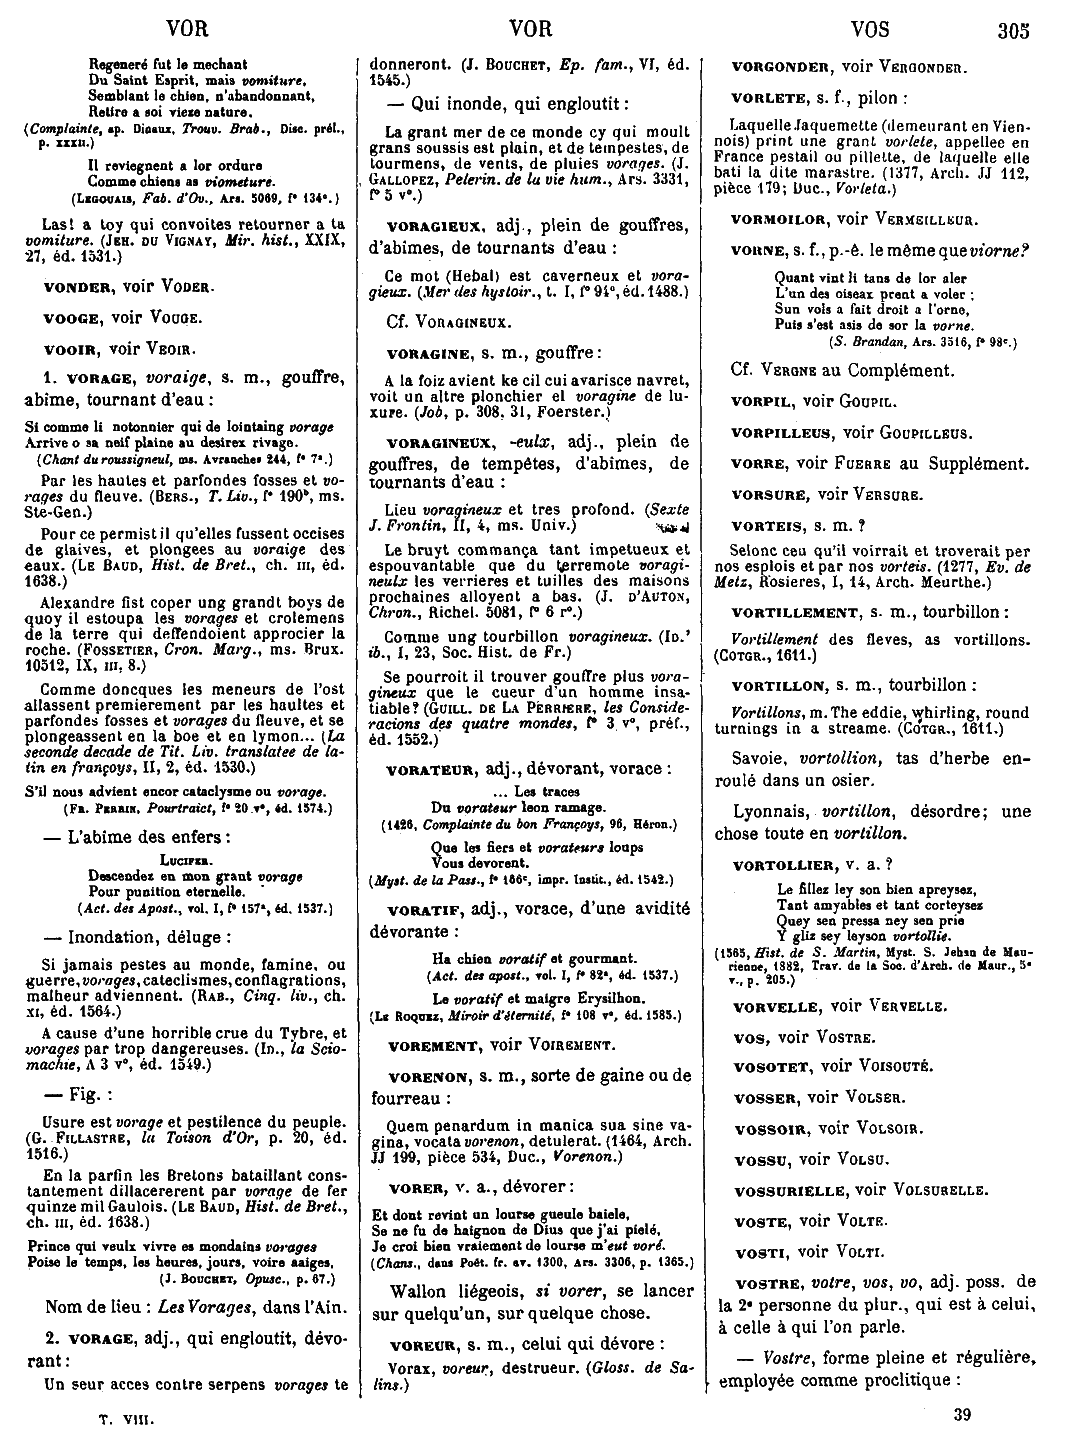 VOR
VOR
VOS
305
Regeneré fut le mechant
Du Saint Esprit, mais vomiture,
Semblant le chien, n'abandonnant,
Retire a soi vieze nature.
(Complainte, ap. Dinaux, Trouv. Brab., Disc. prél.,
p. XXXII.)
Il reviegnent a lor ordure
Comme chiens as viometure.
(LEGOUAIS, Fab. d'Ov., Ars. 5069, f° 134ª.)
Las! a toy qui convoites retourner a ta
vomiture. (JEH. DU VIGNAY, Mir. hist., XXIX,
27, éd. 1531.)
VONDER, voir VODER.
VOOGE, voir VOUGE.
VOOIR, voir VEOIR.
1. VORAGE, voraige, s. m., gouffre,
abime, tournant d'eau :
Si comme li notonnier qui de lointaing vorage
Arrive o sa neif plaine au desirex rivage.
(Chant du roussigneul, ms. Avranches 244, f° 7ª.)
Par les hautes et parfondes fosses et vo-
rages du fleuve. (BERS., T. Liv., f° 190ᵇ, ms.
Ste-Gen.)
Pour ce permist il qu'elles fussent occises
de glaives, et plongees au voraige des
eaux. (LE BAUD, Hist. de Bret., ch. III, éd.
1638.)
Alexandre fist coper ung grandt boys de
quoy il estoupa les vorages et crolemens
de la terre qui deffendoient approcier la
roche. (FOSSETIER, Cron. Marg., ms. Brux.
10512, IX, III, 8.)
Comme doncques les meneurs de l'ost
allassent premierement par les haultes et
parfondes fosses et vorages du fleuve, et se
plongeassent en la boe et en lymon... (La
seconde decade de Tit. Liv. translatee de la-
tin en françoys, II, 2, éd. 1530.)
S'il nous advient encor cataclysme ou vorage.
(FR. PERRIN, Pourtraict, f° 20 v°, éd. 1574.)
— L'abime des enfers :
LUCIFER.
Descendez en mon grant vorage
Pour punition eternelle.
(Act. des Apost., vol. I, f° 157ª, éd. 1537.)
— Inondation, déluge :
Si jamais pestes au monde, famine, ou
guerre, vorages, cateclismes, conflagrations,
malheur adviennent. (RAB., Cinq. liv., ch.
XI, éd. 1564.)
A cause d'une horrible crue du Tybre, et
vorages par trop dangereuses. (ID., la Scio-
machie, A 3 v°, éd. 1549.)
— Fig. :
Usure est vorage et pestilence du peuple.
(G. FILLASTRE, la Toison d'Or, p. 20, éd.
1516.)
En la parfin les Bretons bataillant cons-
tantement dillacererent par vorage de fer
quinze mil Gaulois. (LE BAUD, Hist. de Bret.,
ch. III, éd. 1638.)
Prince qui veulx vivre es mondains vorages
Poise le temps, les heures, jours, voire aaiges,
(J. BOUCHET, Opusc., p. 67.)
Nom de lieu : Les Vorages, dans l'Ain.
2. VORAGE, adj., qui engloutit, dévo-
rant :
Un seur acces contre serpens vorages te
T. VIII.
donneront. (J. BOUCHET, Ep. fam., VI, éd.
1545.)
— Qui inonde, qui engloutit :
La grant mer de ce monde cy qui moult
grans soussis est plain, et de tempestes, de
tourmens, de vents, de pluies vorages. (J.
GALLOPEZ, Pelerin. de la vie hum., Ars. 3331,
f° 5 v°.)
VORAGIEUX, adj., plein de gouffres,
d'abimes, de tournants d'eau :
Ce mot (Hebal) est caverneux et vora-
gieux. (Mer des hystoir., t. I, f° 91ᵒ, éd. 1488.)
Cf. VORAGINEUX.
VORAGINE, s. m., gouffre :
A la foiz avient ke cil cui avarisce navret,
voit un altre plonchier el voragine de lu-
xure. (Job, p. 308, 31, Foerster.)
VORAGINEUX, -eulx, adj., plein de
gouffres, de tempêtes, d'abimes, de
tournants d'eau :
Lieu voragineux et tres profond. (Sexte
J. Frontin, II, 4, ms. Univ.)
Le bruyt commança tant impetueux et
espouvantable que du terremote voragi-
neulx les verrieres et tuilles des maisons
prochaines alloyent a bas. (J. D'AUTON,
Chron., Richel. 5081, f° 6 r°.)
Comme ung tourbillon voragineux. (ID.'
ib., I, 23, Soc. Hist. de Fr.)
Se pourroit il trouver gouffre plus vora-
gineux que le cueur d'un homme insa-
tiable? (GUILL. DE LA PERRIERE, les Conside-
racions des quatre mondes, f° 3 v°, préf.,
éd. 1552.)
VORATEUR, adj., dévorant, vorace :
... Les traces
Du vorateur leon ramage.
(1426, Complainte du bon Françoys, 96, Héron.)
Que les fiers et vorateurs loups
Vous devorent.
(Myst. de la Pass., f° 166ᶜ, impr. Instit., éd. 1542.)
VORATIF, adj., vorace, d'une avidité
dévorante :
Ha chien voratif et gourmant.
(Act. des apost., vol. I, f° 82ª, éd. 1537.)
Le voratif et maigre Erysilhon.
(LE ROQUEZ, Miroir d'éternité, f° 108 v°, éd. 1585.)
VOREMENT, voir VOIREMENT.
VORENON, s. m., sorte de gaine ou de
fourreau :
Quem penardum in manica sua sine va-
gina, vocata vorenon, detulerat. (1464, Arch.
JJ 199, pièce 534, Duc., Vorenon.)
VORER, v. a., dévorer :
Et dont revint un lourse gueule baiele,
Se ne fu de haignon de Dius que j'ai pielé,
Je croi bien vraiement de lourse m'eut voré.
(Chans., dans Poét. fr. av. 1300, Ars. 3306, p. 1365.)
Wallon liégeois, si vorer, se lancer
sur quelqu'un, sur quelque chose.
VOREUR, s. m., celui qui dévore :
Vorax, voreur, destrueur. (Gloss. de Sa-
lins.)
VORGONDER, voir VERGONDER.
VORLETE, s. f., pilon :
Laquelle Jaquemette (demeurant en Vien-
nois) print une grant vorlete, appellee en
France pestail ou pillette, de laquelle elle
bati la dite marastre. (1377, Arch. JJ 112,
pièce 179; Duc., Vorleta.)
VORMOILOR, voir VERMEILLEUR.
VORNE, s. f., p.-ê. le même que viorne?
Quant vint li tans de lor aler
L'un des oiseax prent a voler ;
Sun vols a fait droit a l'orne,
Puis s'est asis de sor la vorne.
(S. Brandan, Ars. 3516, f° 98ᶜ.)
Cf. VERGNE au Complément.
VORPIL, voir GOUPIL.
VORPILLEUS, voir GOUPILLEUS.
VORRE, voir FUERRE au Supplément.
VORSURE, voir VERSURE.
VORTEIS, s. m. ?
Selonc ceu qu'il voirrait et troverait per
nos esplois et par nos vorteis. (1277, Ev. de
Metz, Rosieres, I, 14, Arch. Meurthe.)
VORTILLEMENT, s. m., tourbillon :
Vortillement des fleves, as vortillons.
(COTGR., 1611.)
VORTILLON, s. m., tourbillon :
Vortillons, m. The eddie, whirling, round
turnings in a streame. (COTGR., 1611.)
Savoie, vortollion, tas d'herbe en-
roulé dans un osier.
Lyonnais, vortillon, désordre; une
chose toute en vortillon.
VORTOLLIER, v. a. ?
Le fillez ley son bien apreysez,
Tant amyables et tant corteysez
Quey sen pressa ney sen prie
Y gliz sey leyson vortollie.
(1565, Hist. de S. Martin, Myst. S. Jehan de Mau-
rienne, 1882, Trav. de la Soc. d'Arch. de Maur., 5ᵉ
v., p. 205.)
VORVELLE, voir VERVELLE.
VOS, voir VOSTRE.
VOSOTET, voir VOISOUTÉ.
VOSSER, voir VOLSER.
VOSSOIR, voir VOLSOIR.
VOSSU, voir VOLSU.
VOSSURIELLE, voir VOLSURELLE.
VOSTE, voir VOLTE.
VOSTI, voir VOLTI.
VOSTRE, votre, vos, vo, adj. poss. de
la 2ᵉ personne du plur., qui est à celui,
à celle à qui l'on parle.
— Vostre, forme pleine et régulière,
employée comme proclitique :
39